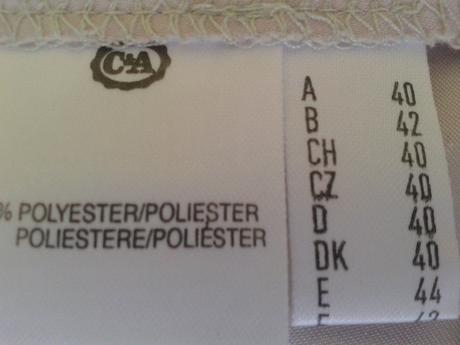 C&A
% POLYESTER/POLIESTER
POLIESTERE/POLIÉSTER
A 40
B 42
CH 40
CZ 40
D 40
DK 40
E 44